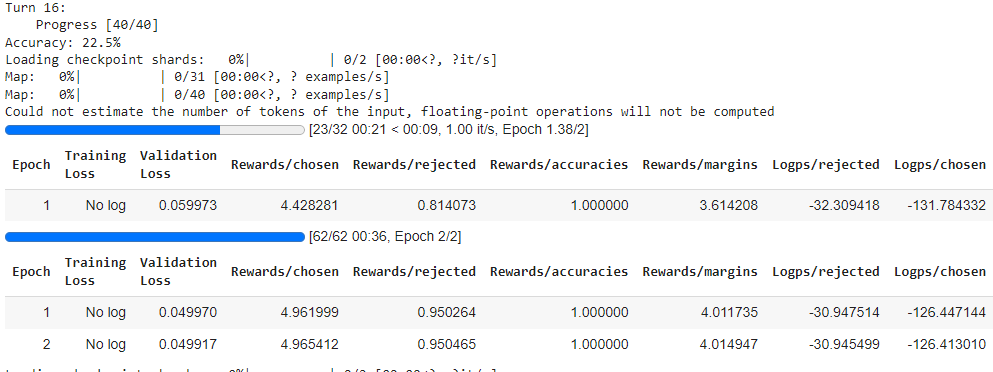 Turn 16:
Progress [40/40]
Accuracy: 22.5%
Loading checkpoint shards:   0%|          | 0/2 [00:00<?, ?it/s]
Map:   0%|          | 0/31 [00:00<?, ? examples/s]
Map:   0%|          | 0/40 [00:00<?, ? examples/s]
Could not estimate the number of tokens of the input, floating-point operations will not be computed
[23/32 00:21 < 00:09, 1.00 it/s, Epoch 1.38/2]
Epoch Training Loss Validation Loss Rewards/chosen Rewards/rejected Rewards/accuracies Rewards/margins Logps/rejected Logps/chosen
1 No log 0.059973 4.428281 0.814073 1.000000 3.614208 -32.309418 -131.784332
[62/62 00:36, Epoch 2/2]
Epoch Training Loss Validation Loss Rewards/chosen Rewards/rejected Rewards/accuracies Rewards/margins Logps/rejected Logps/chosen
1 No log 0.049970 4.961999 0.950264 1.000000 4.011735 -30.947514 -126.447144
2 No log 0.049917 4.965412 0.950465 1.000000 4.014947 -30.945499 -126.413010